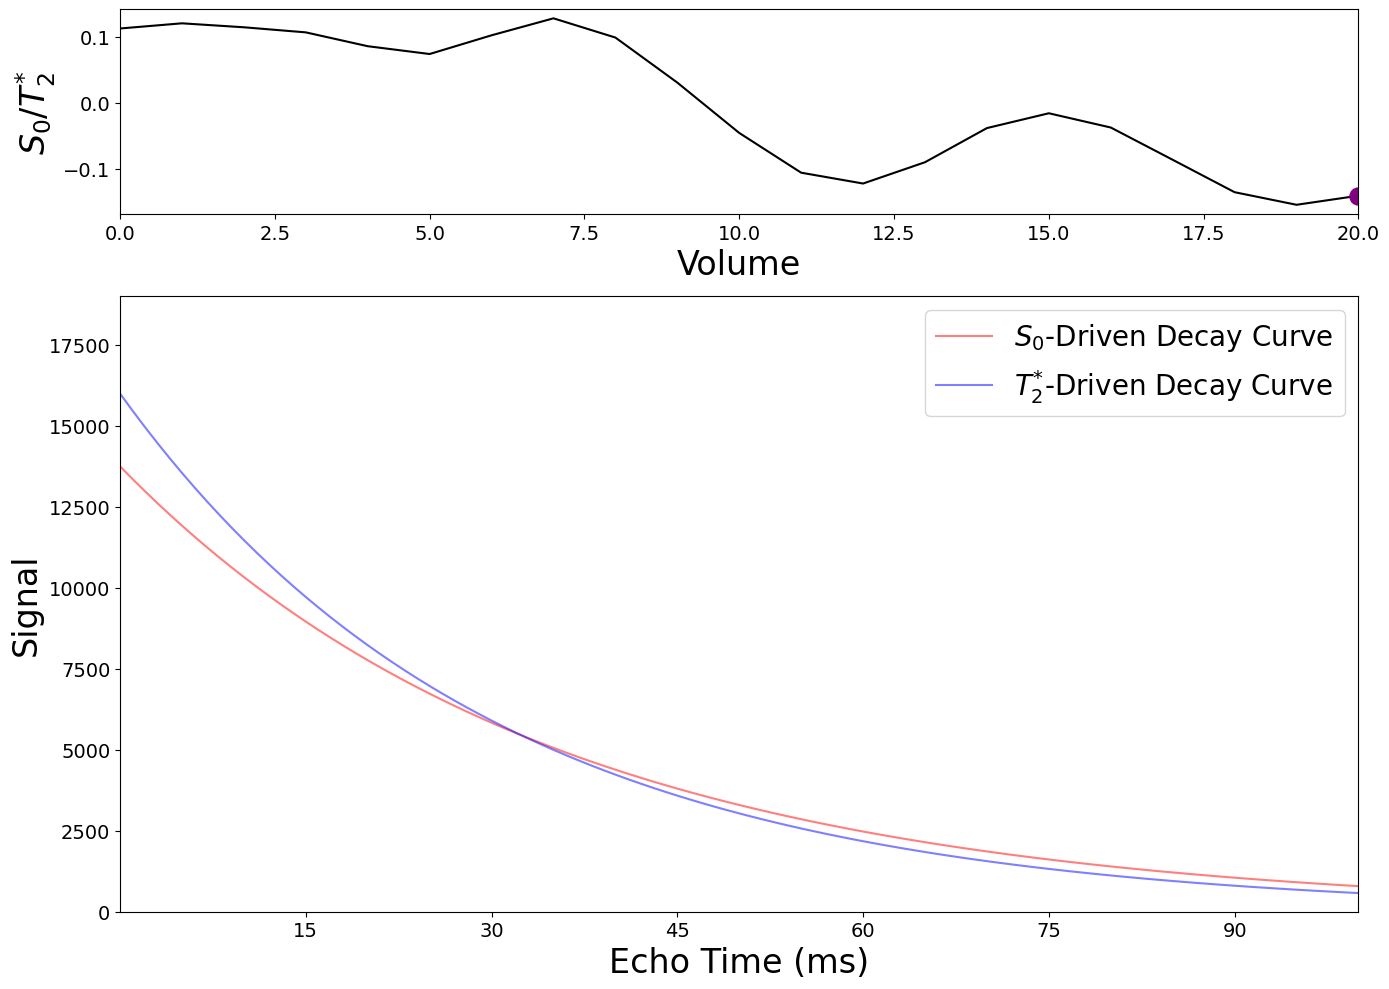 S₀/T₂*
0.1
0.0
−0.1
0.0 2.5 5.0 7.5 10.0 12.5 15.0 17.5 20.0
Volume
S₀-Driven Decay Curve
T₂*-Driven Decay Curve
Signal
17500
15000
12500
10000
7500
5000
2500
0
15 30 45 60 75 90
Echo Time (ms)